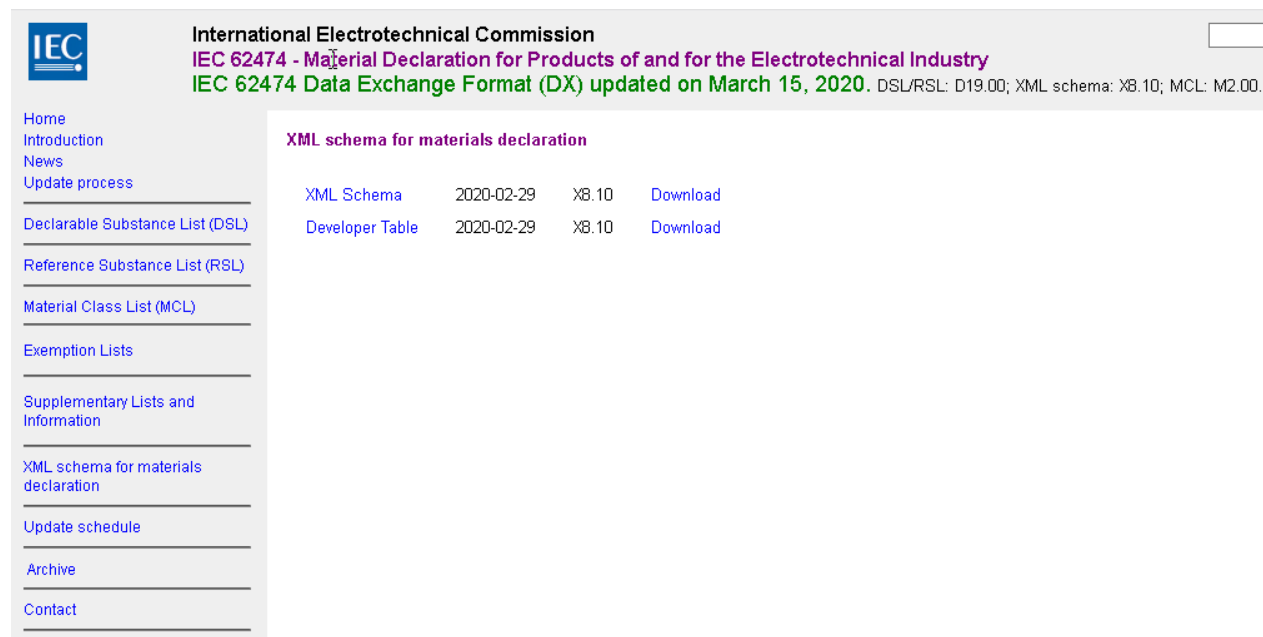 IEC
International Electrotechnical Commission
IEC 62474 - Material Declaration for Products of and for the Electrotechnical Industry
IEC 62474 Data Exchange Format (DX) updated on March 15, 2020. DSL/RSL: D19.00; XML schema: X8.10; MCL: M2.00.
Home
Introduction
News
Update process
Declarable Substance List (DSL)
Reference Substance List (RSL)
Material Class List (MCL)
Exemption Lists
Supplementary Lists and
Information
XML schema for materials
declaration
Update schedule
Archive
Contact
XML schema for materials declaration
XML Schema 2020-02-29 X8.10 Download
Developer Table 2020-02-29 X8.10 Download